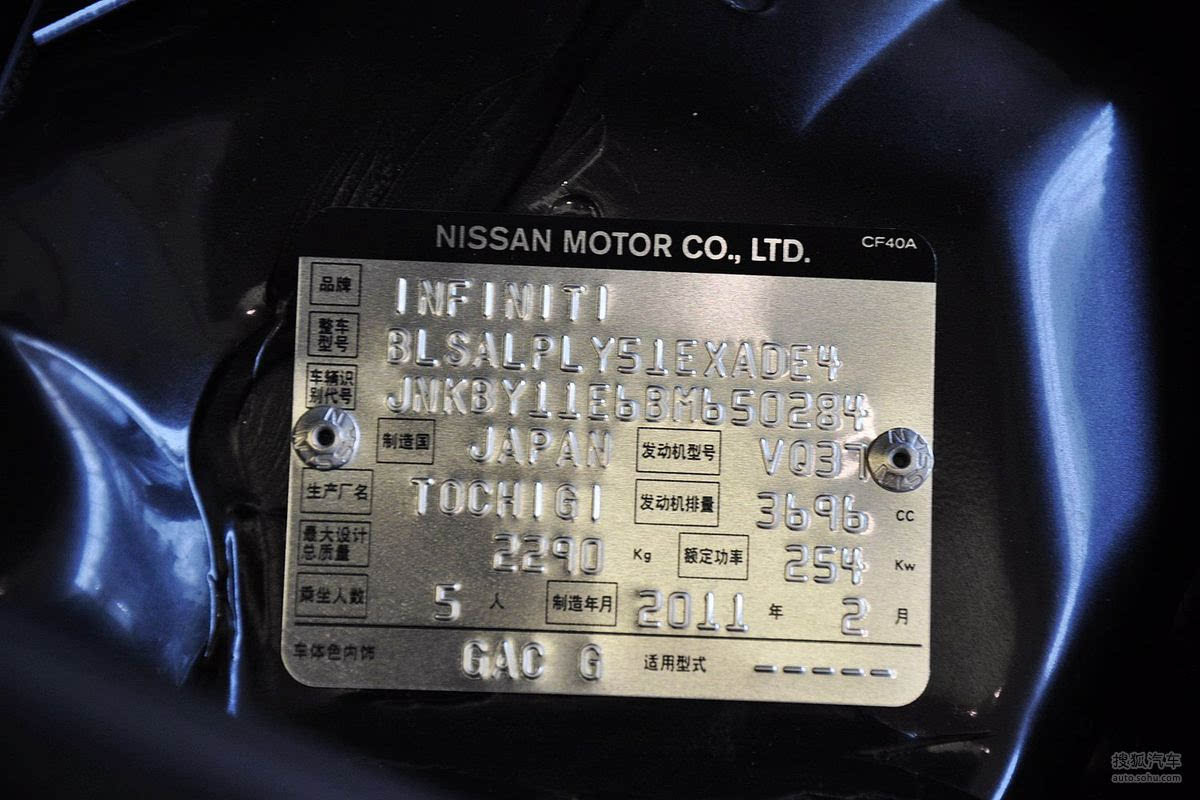 NISSAN MOTOR CO., LTD. CF40A
品牌 INFINITI
整车型号 BLSALPLY51EXADE4
车辆识别代号 JNKBY11E6BM650284
制造国 JAPAN 发动机型号 VQ37
生产厂名 TOCHIGI 发动机排量 3696 CC
最大设计总质量 2290 Kg 额定功率 254 Kw
乘坐人数 5 人 制造年月 2011 年 2 月
车体色内饰 GAC G 适用型式 -----
搜狐汽车
auto.sohu.com